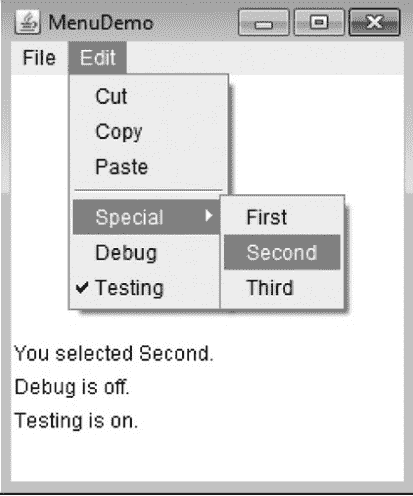 MenuDemo
File Edit
Cut
Copy
Paste
Special
Debug
✔ Testing
First
Second
Third
You selected Second.
Debug is off.
Testing is on.